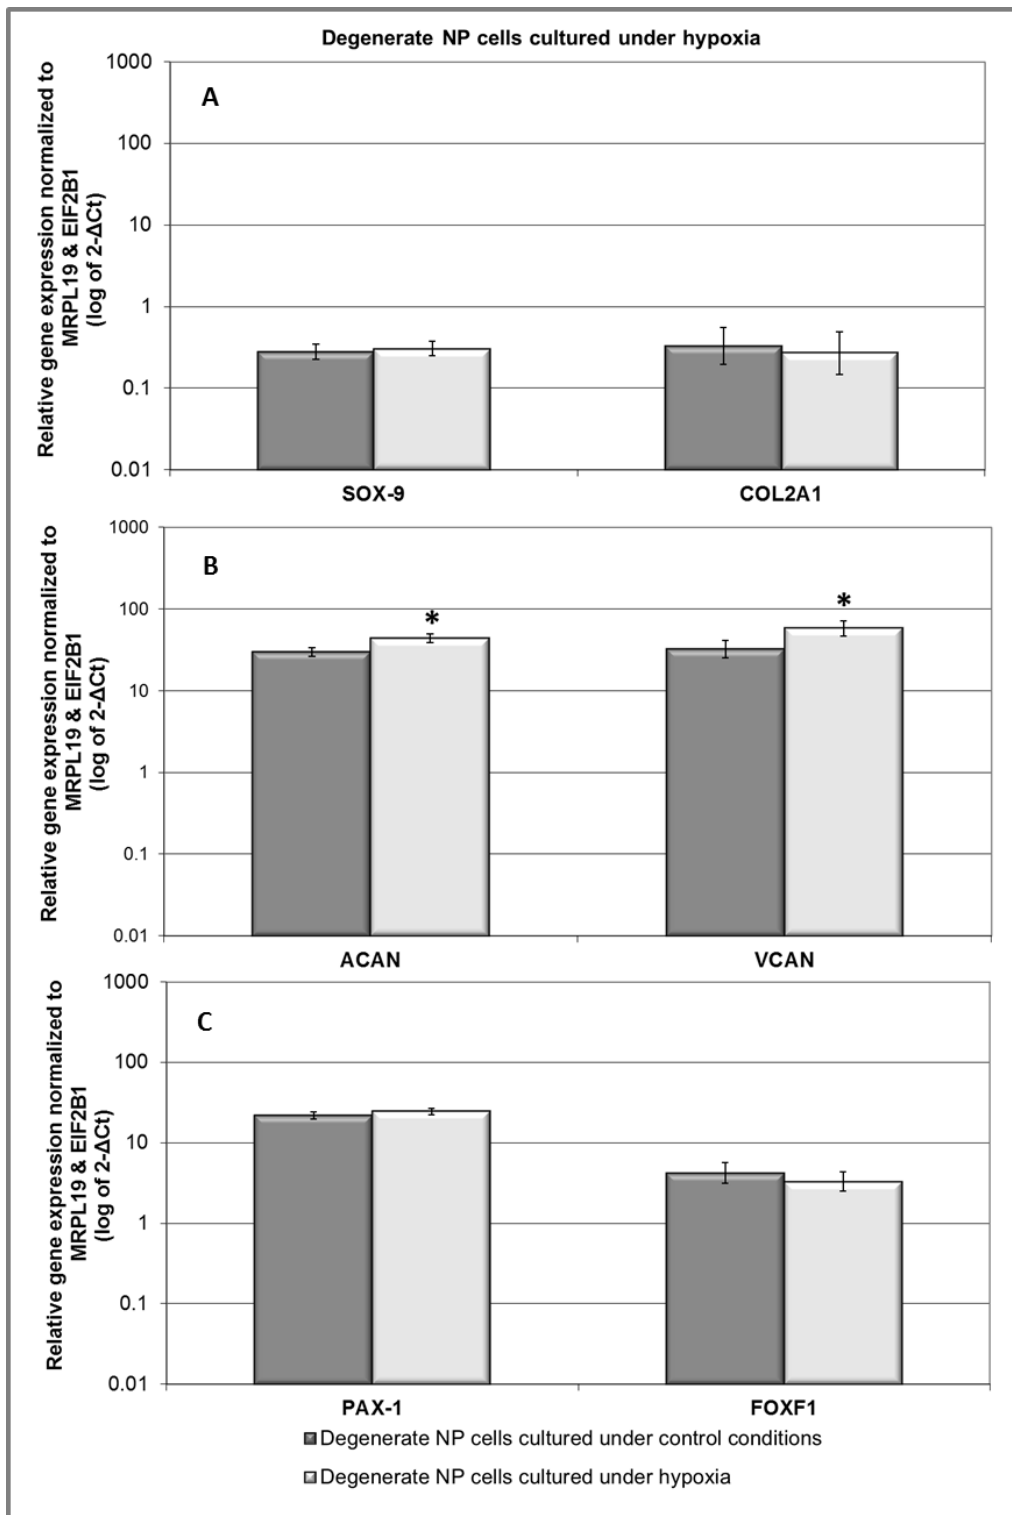 Degenerate NP cells cultured under hypoxia
A
Relative gene expression normalized to
MRPL19 & EIF2B1
(log of 2-ΔCt)
1000
100
10
1
0.1
0.01
SOX-9 COL2A1
B
Relative gene expression normalized to
MRPL19 & EIF2B1
(log of 2-ΔCt)
1000
100
10
1
0.1
0.01
*
*
ACAN VCAN
C
Relative gene expression normalized to
MRPL19 & EIF2B1
(log of 2-ΔCt)
1000
100
10
1
0.1
0.01
PAX-1 FOXF1
Degenerate NP cells cultured under control conditions
Degenerate NP cells cultured under hypoxia